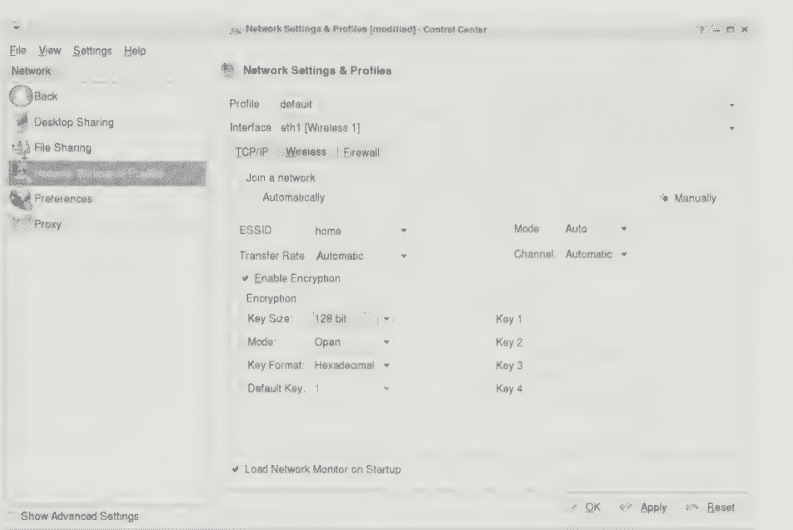 Network Settings & Profiles [modified] - Control Center
File View Settings Help
Network
Back
Desktop Sharing
File Sharing
Preferences
Proxy
Network Settings & Profiles
Profile default
Interface eth1 [Wireless 1]
TCP/IP Wireless Firewall
Join a network
Automatically Manually
ESSID home Mode Auto
Transfer Rate Automatic Channel: Automatic
Enable Encryption
Encryption
Key Size: 128 bit Key 1
Mode: Open Key 2
Key Format: Hexadecimal Key 3
Default Key: 1 Key 4
Load Network Monitor on Startup
OK Apply Reset
Show Advanced Settings